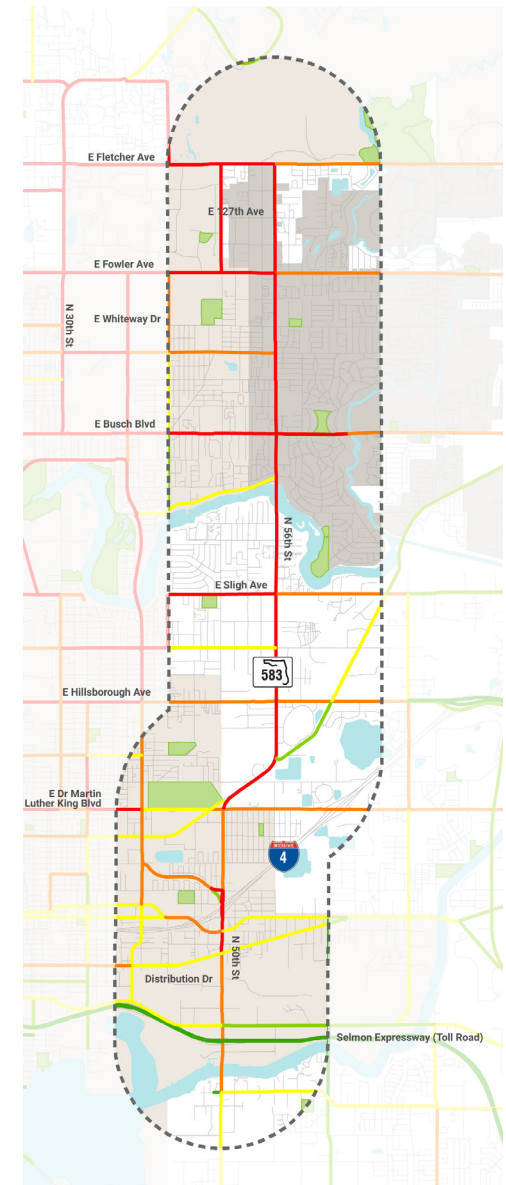 E Fletcher Ave
E 127th Ave
E Fowler Ave
N 30th St
E Whiteway Dr
E Busch Blvd
N 56th St
E Sligh Ave
583
E Hillsborough Ave
E Dr Martin
Luther King Blvd
INTERSTATE
4
N 50th St
Distribution Dr
Selmon Expressway (Toll Road)